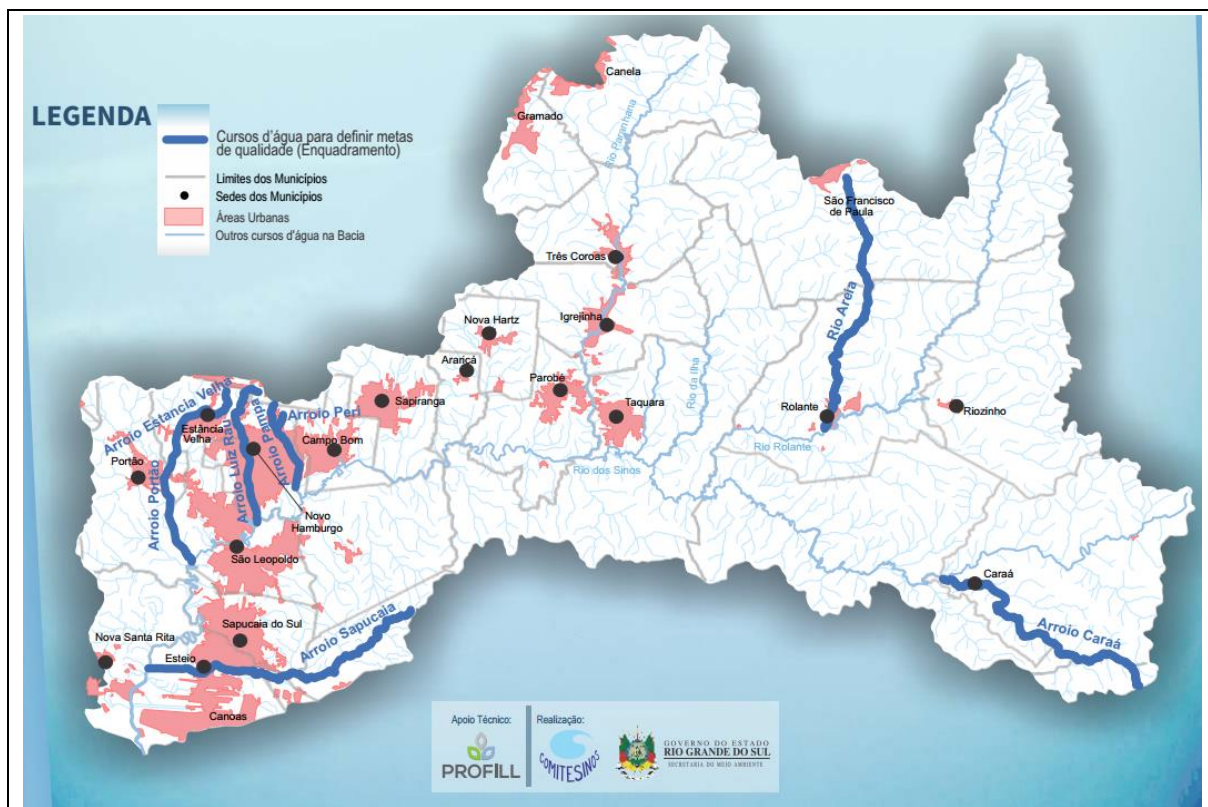 LEGENDA
Cursos d'água para definir metas
de qualidade (Enquadramento)
Limites dos Municípios
Sedes dos Municípios
Áreas Urbanas
Outros cursos d'água na Bacia
Canela
Gramado
Rio Paranhana
São Francisco
de Paula
Três Coroas
Rio Areia
Nova Hartz
Igrejinha
Araricá
Parobé
Rio da Ilha
Sapiranga
Taquara
Rolante
Riozinho
Arroio Estancia Velha
Arroio Peri
Arroio Pampa
Estância
Velha
Arroio Luiz Rau
Campo Bom
Rio Rolante
Portão
Rio dos Sinos
Arroio Portão
Novo
Hamburgo
São Leopoldo
Caraá
Arroio Caraá
Sapucaia do Sul
Arroio Sapucaia
Nova Santa Rita
Esteio
Canoas
Apoio Técnico:
PROFILL
Realização:
COMITESINOS
GOVERNO DO ESTADO
RIO GRANDE DO SUL
SECRETARIA DO MEIO AMBIENTE